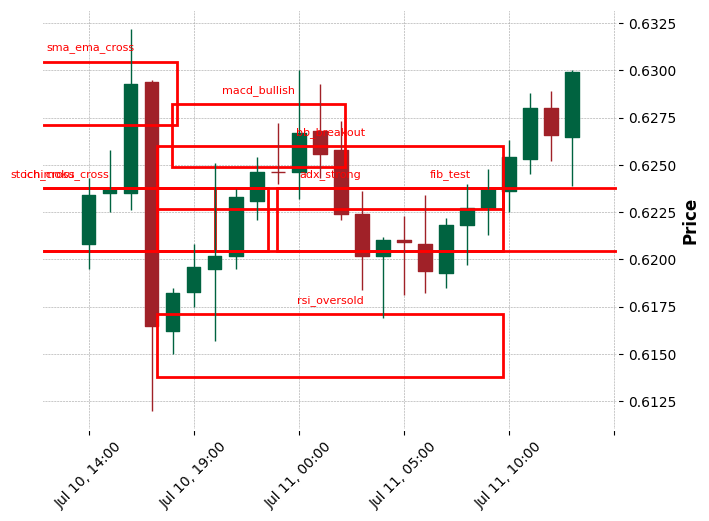 sma_ema_cross
macd_bullish
bb_breakout
adx_strong
fib_test
rsi_oversold
0.6325
0.6300
0.6275
0.6250
0.6225
0.6200
0.6175
0.6150
0.6125
Price
Jul 10, 14:00
Jul 10, 19:00
Jul 11, 00:00
Jul 11, 05:00
Jul 11, 10:00